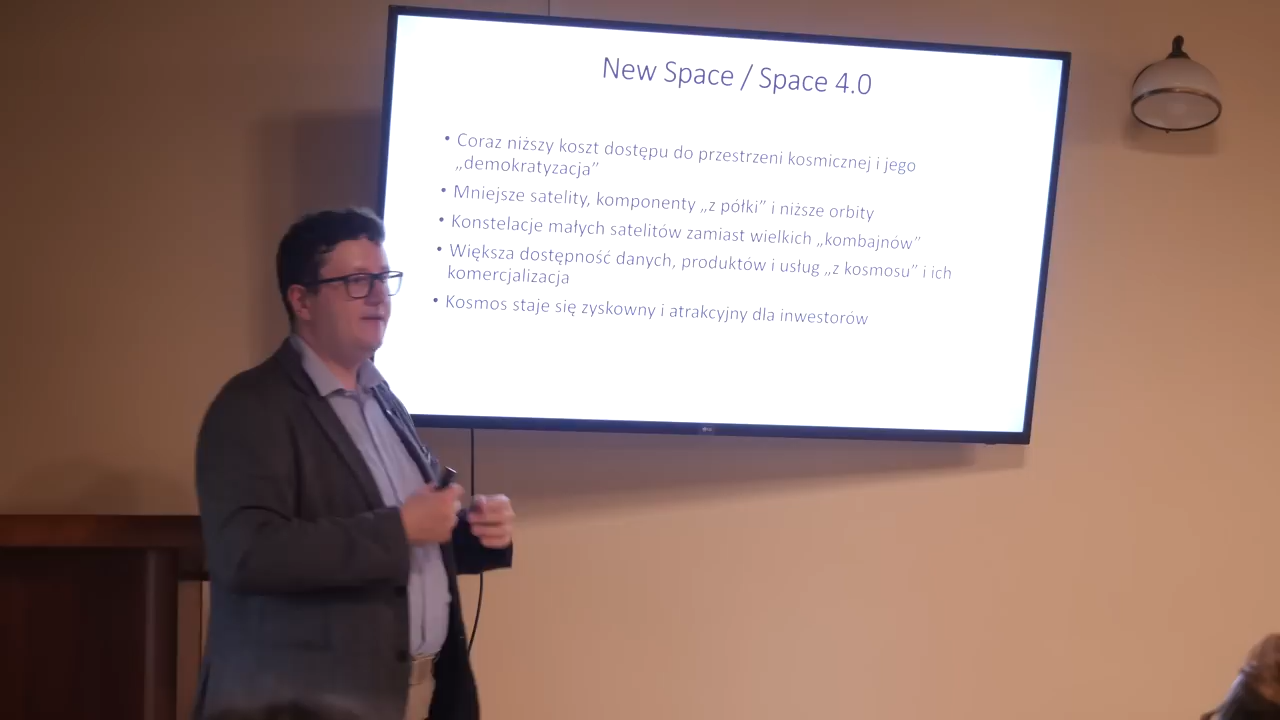 New Space / Space 4.0
• Coraz niższy koszt dostępu do przestrzeni kosmicznej i jego
„demokratyzacja”
• Mniejsze satelity, komponenty „z półki” i niższe orbity
• Konstelacje małych satelitów zamiast wielkich „kombajnów”
• Większa dostępność danych, produktów i usług „z kosmosu” i ich
komercjalizacja
• Kosmos staje się zyskowny i atrakcyjny dla inwestorów